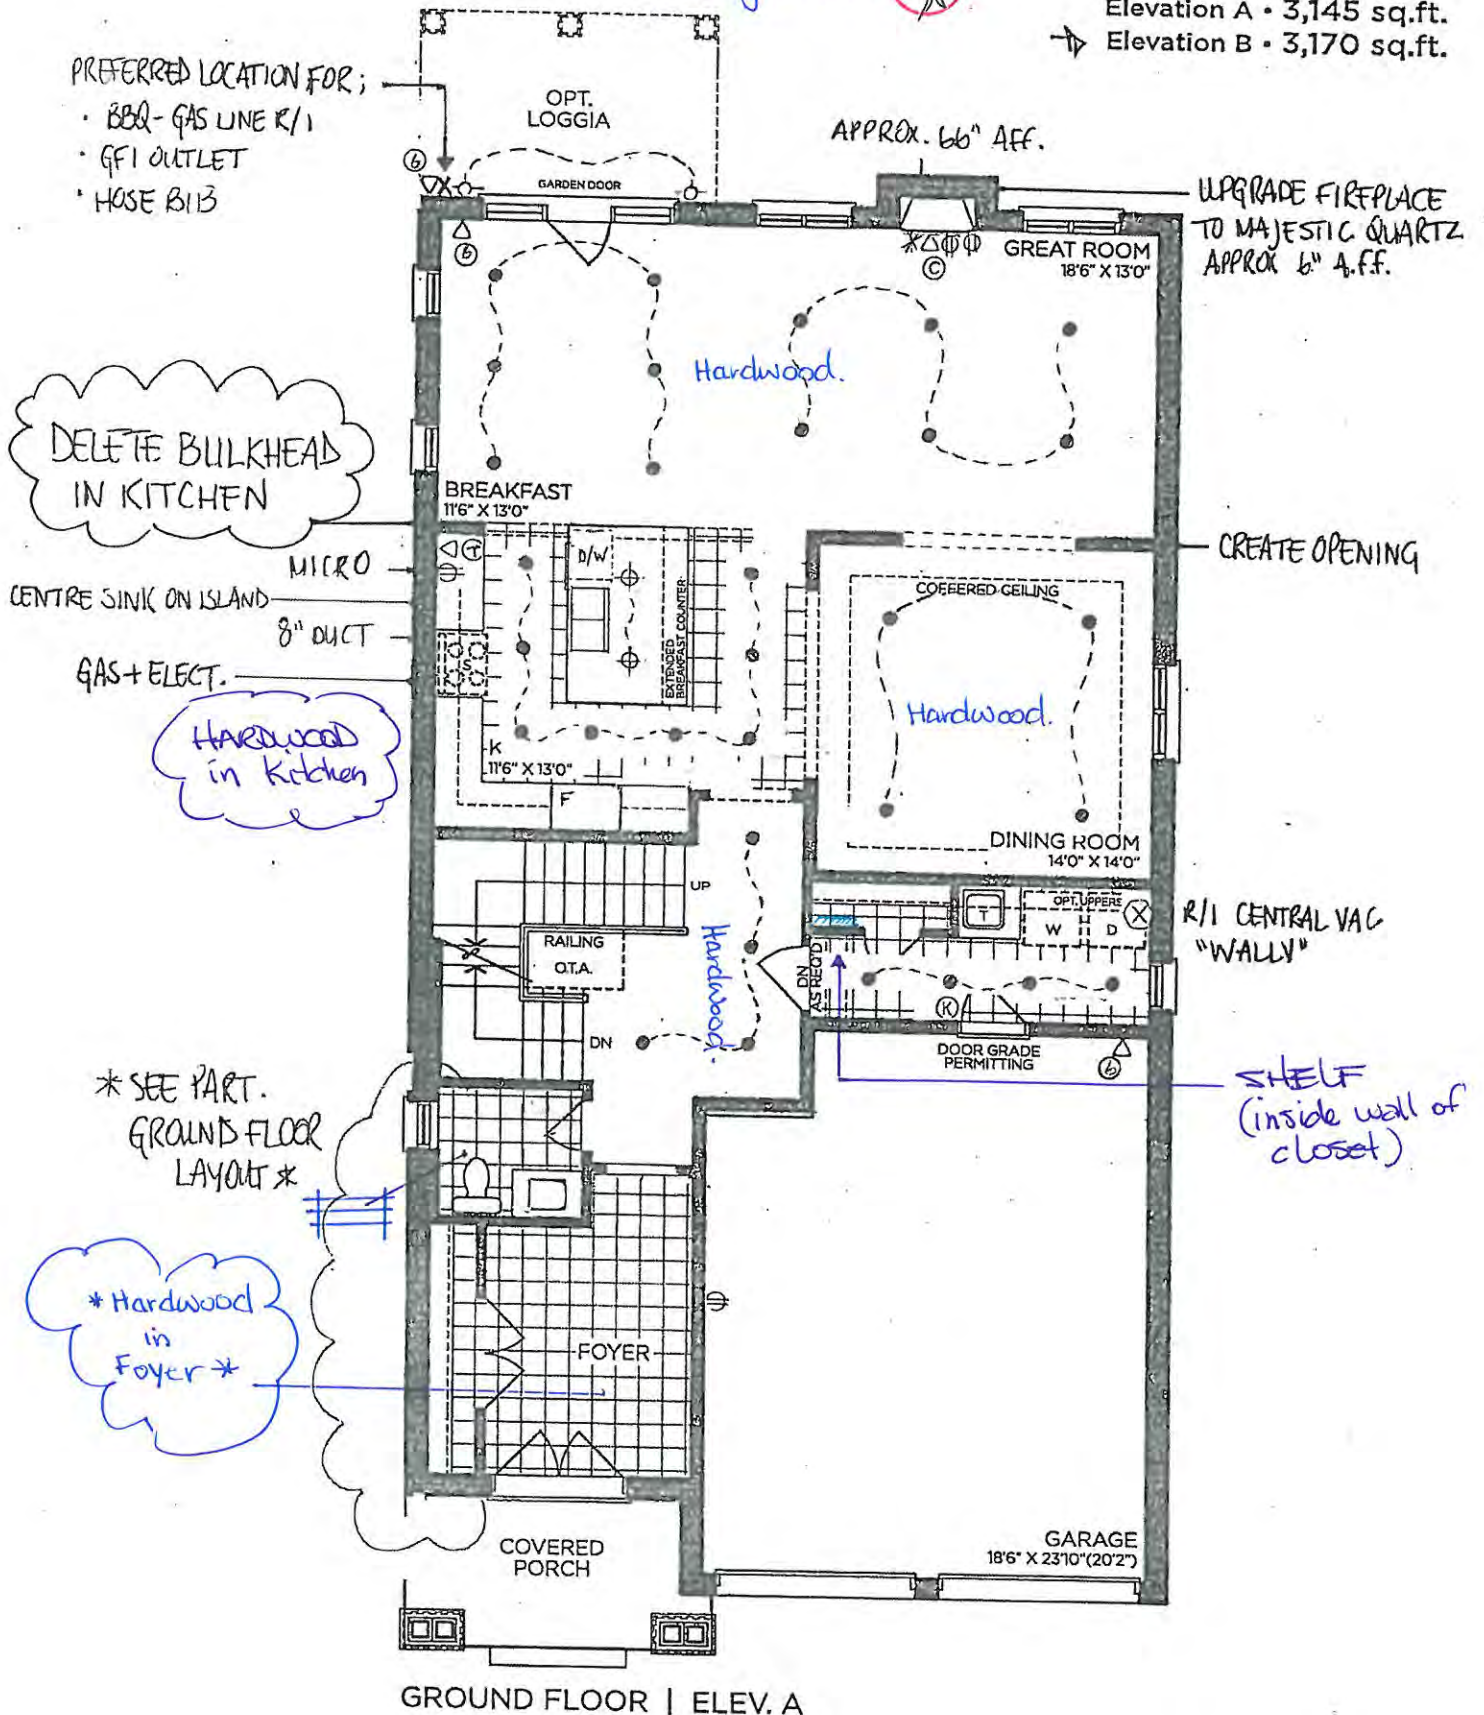 Elevation A • 3,145 sq.ft.
Elevation B • 3,170 sq.ft.
PREFERRED LOCATION FOR;
• BBQ - GAS LINE R/I
• GFI OUTLET
• HOSE BIB
OPT.
LOGGIA
GARDEN DOOR
APPROX. 66" AFF.
UPGRADE FIREPLACE
TO MAJESTIC QUARTZ
APPROX 6" A.F.F.
6
6
C
GREAT ROOM
18'6" X 13'0"
Hardwood.
DELETE BULKHEAD
IN KITCHEN
BREAKFAST
11'6" X 13'0"
MICRO
CENTRE SINK ON ISLAND
8" DUCT
GAS + ELECT.
T
D/W
S
EXTENDED
BREAKFAST COUNTER
CREATE OPENING
COFFERED CEILING
Hardwood.
HARDWOOD
in Kitchen
K
11'6" X 13'0"
F
DINING ROOM
14'0" X 14'0"
UP
RAILING
O.T.A.
DN
Hardwood.
T
OPT. UPPERS
W
D
X
R/I CENTRAL VAC
"WALLY"
DN
AS REQ'D
K
DOOR GRADE
PERMITTING
6
SHELF
(inside wall of
closet)
* SEE PART.
GROUND FLOOR
LAYOUT *
* Hardwood
in
Foyer *
FOYER
COVERED
PORCH
GARAGE
18'6" X 23'10"(20'2")
GROUND FLOOR | ELEV. A